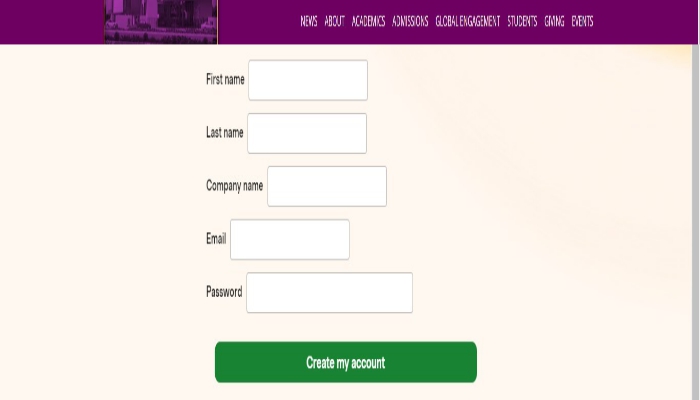 NEWS ABOUT ACADEMICS ADMISSIONS GLOBAL ENGAGEMENT STUDENTS GIVING EVENTS
First name
Last name
Company name
Email
Password
Create my account